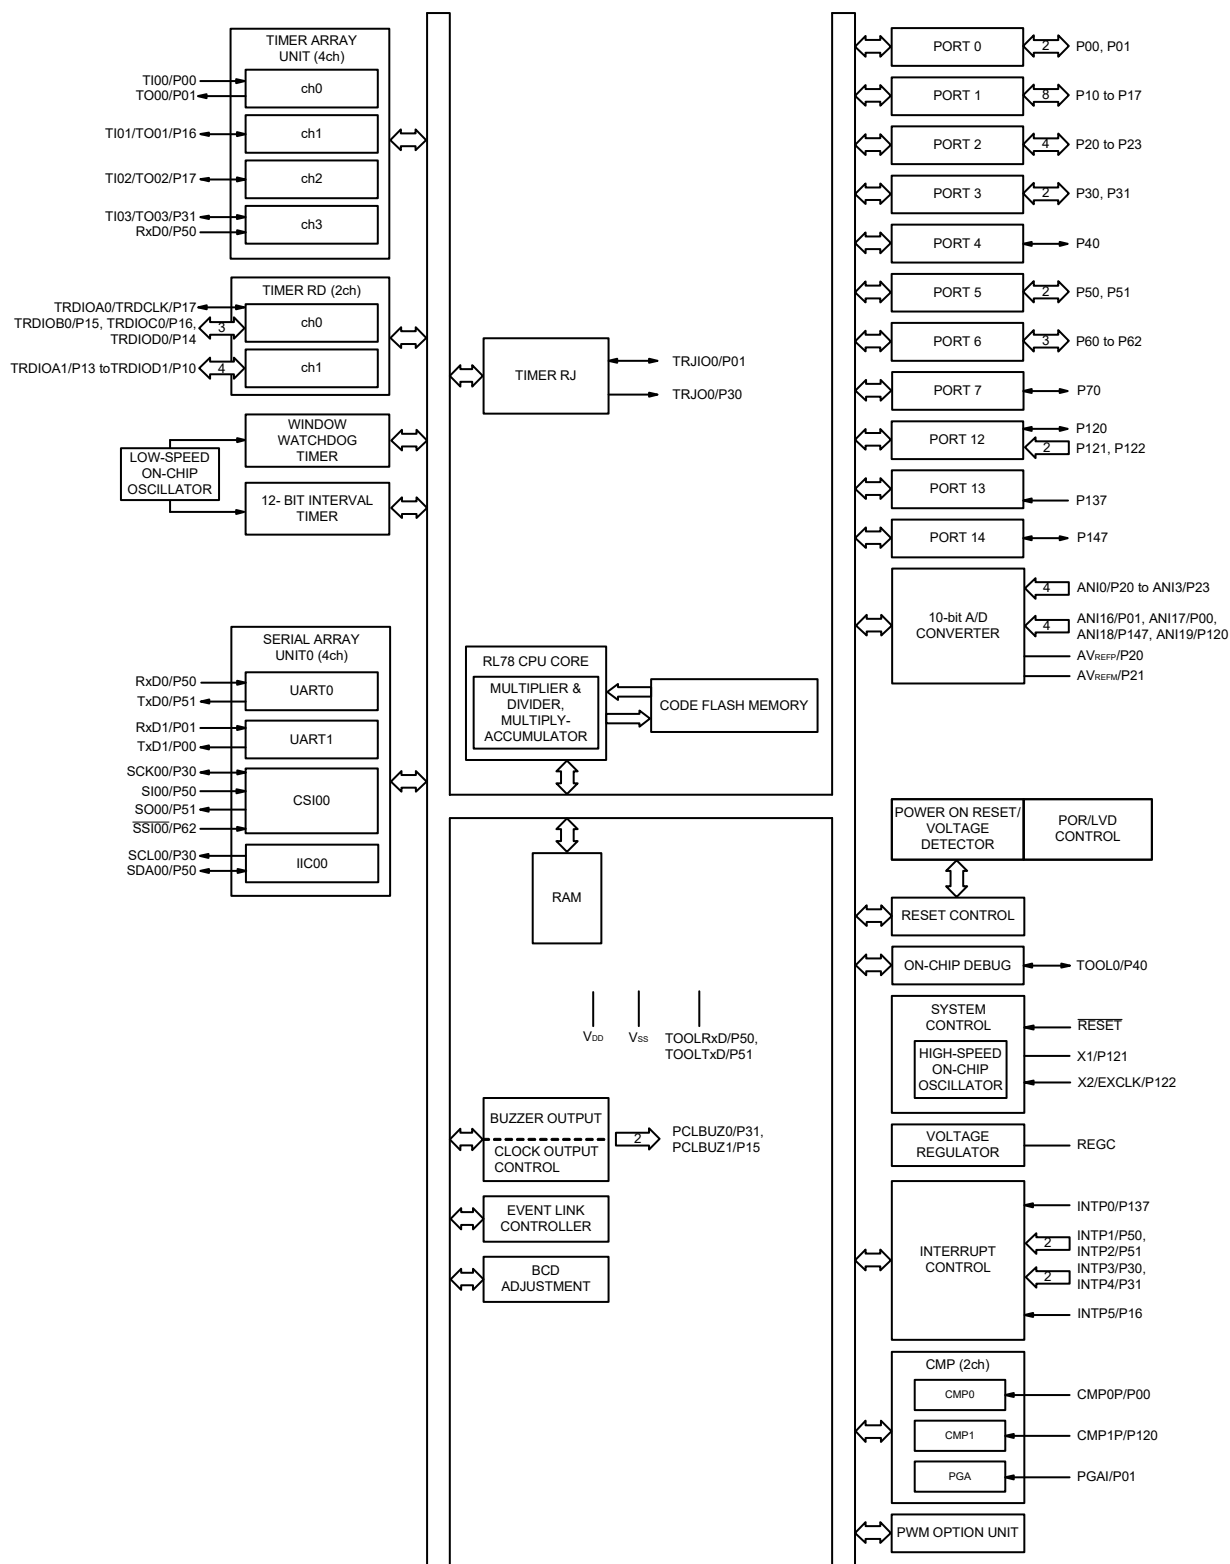 TIMER ARRAY
UNIT (4ch)
TI00/P00
TO00/P01
ch0
TI01/TO01/P16
ch1
TI02/TO02/P17
ch2
TI03/TO03/P31
RxD0/P50
ch3
TIMER RD (2ch)
TRDIOA0/TRDCLK/P17
TRDIOB0/P15, TRDIOC0/P16,
TRDIOD0/P14
3
ch0
TRDIOA1/P13 toTRDIOD1/P10
4
ch1
WINDOW
WATCHDOG
TIMER
LOW-SPEED
ON-CHIP
OSCILLATOR
12- BIT INTERVAL
TIMER
SERIAL ARRAY
UNIT0 (4ch)
RxD0/P50
TxD0/P51
UART0
RxD1/P01
TxD1/P00
UART1
SCK00/P30
SI00/P50
SO00/P51
SSI00/P62
CSI00
SCL00/P30
SDA00/P50
IIC00
TIMER RJ
TRJIO0/P01
TRJO0/P30
RL78 CPU CORE
MULTIPLIER &
DIVIDER,
MULTIPLY-
ACCUMULATOR
CODE FLASH MEMORY
RAM
VDD
VSS
TOOLRxD/P50,
TOOLTxD/P51
BUZZER OUTPUT
CLOCK OUTPUT
CONTROL
2
PCLBUZ0/P31,
PCLBUZ1/P15
EVENT LINK
CONTROLLER
BCD
ADJUSTMENT
PORT 0
2
P00, P01
PORT 1
8
P10 to P17
PORT 2
4
P20 to P23
PORT 3
2
P30, P31
PORT 4
P40
PORT 5
2
P50, P51
PORT 6
3
P60 to P62
PORT 7
P70
PORT 12
P120
2
P121, P122
PORT 13
P137
PORT 14
P147
10-bit A/D
CONVERTER
4
ANI0/P20 to ANI3/P23
4
ANI16/P01, ANI17/P00,
ANI18/P147, ANI19/P120
AVREFP/P20
AVREFM/P21
POWER ON RESET/
VOLTAGE
DETECTOR
POR/LVD
CONTROL
RESET CONTROL
ON-CHIP DEBUG
TOOL0/P40
SYSTEM
CONTROL
HIGH-SPEED
ON-CHIP
OSCILLATOR
RESET
X1/P121
X2/EXCLK/P122
VOLTAGE
REGULATOR
REGC
INTERRUPT
CONTROL
INTP0/P137
2
INTP1/P50,
INTP2/P51
2
INTP3/P30,
INTP4/P31
INTP5/P16
CMP (2ch)
CMP0
CMP0P/P00
CMP1
CMP1P/P120
PGA
PGAI/P01
PWM OPTION UNIT